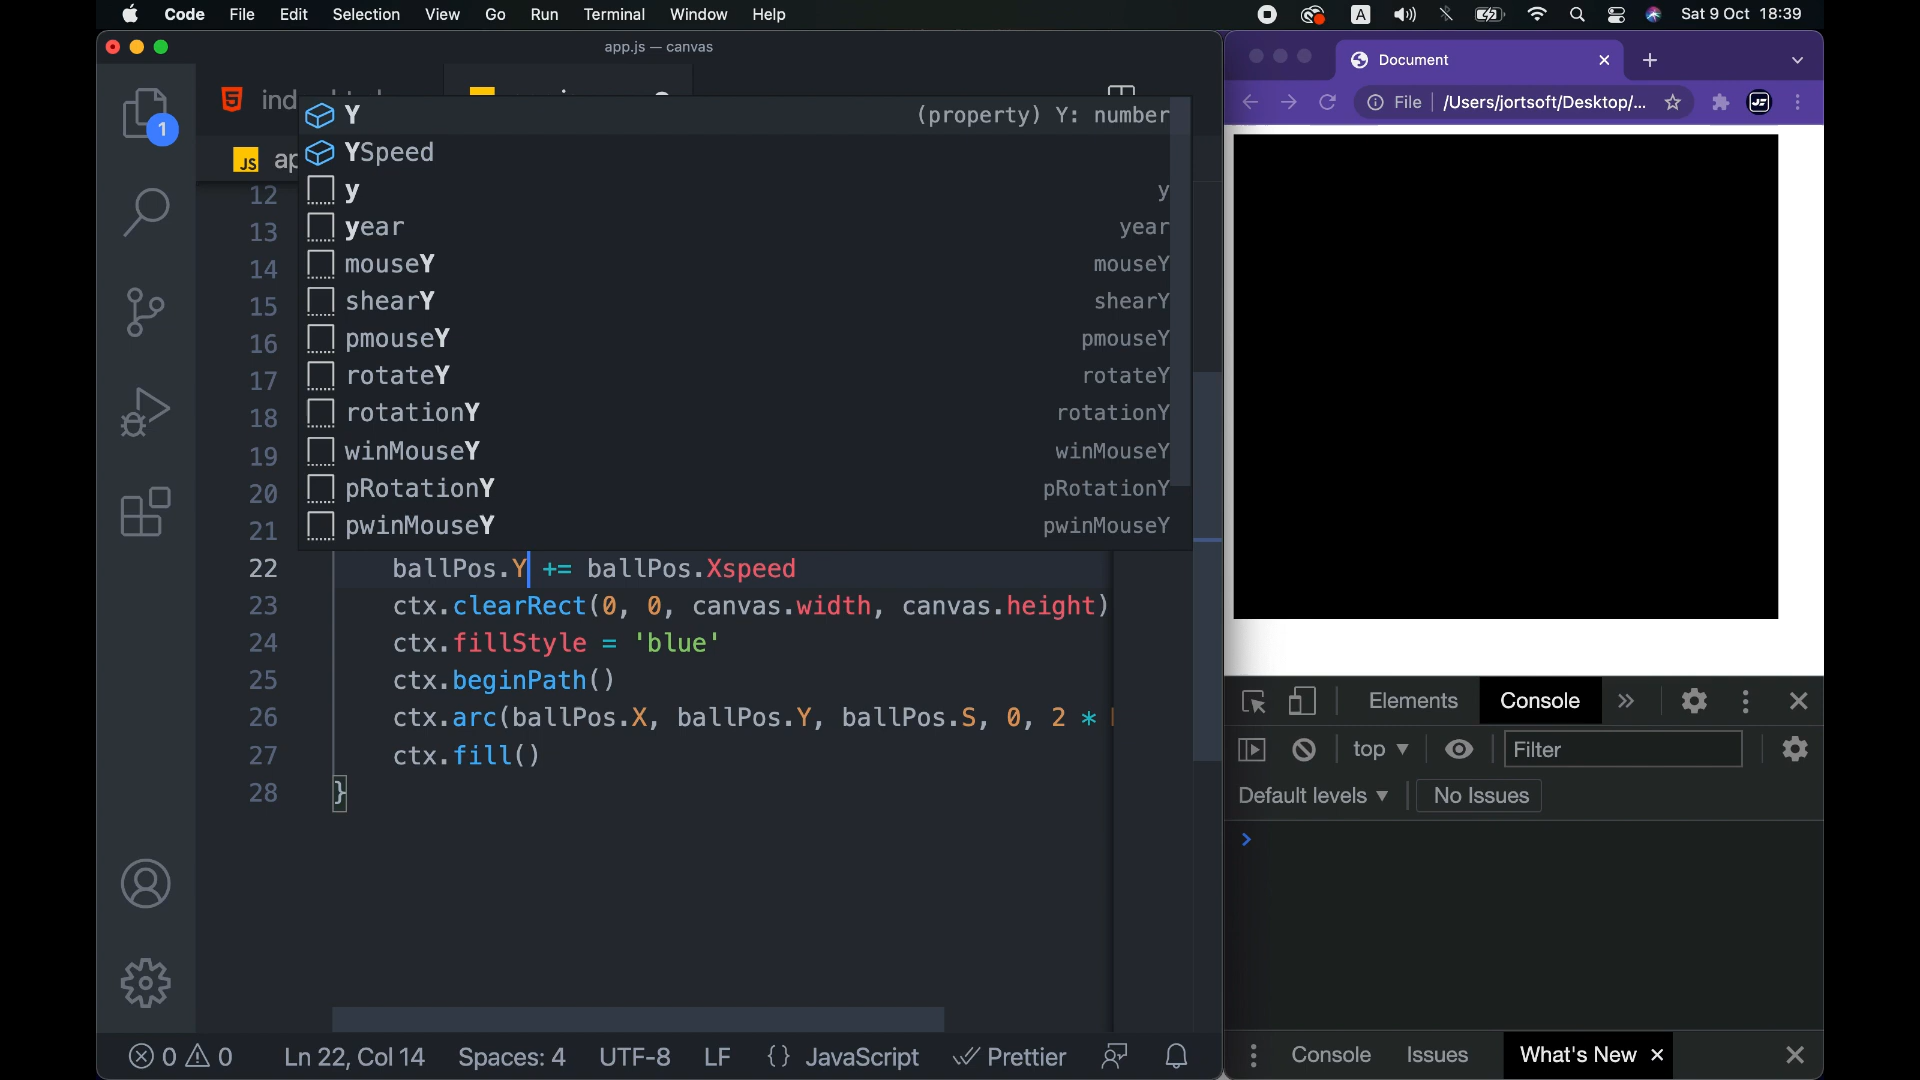 Code File Edit Selection View Go Run Terminal Window Help
A Sat 9 Oct 18:39
app.js — canvas
Document
File /Users/jortsoft/Desktop/...
1
JS
Y (property) Y: number
YSpeed
y y
year year
mouseY mouseY
shearY shearY
pmouseY pmouseY
rotateY rotateY
rotationY rotationY
winMouseY winMouseY
pRotationY pRotationY
pwinMouseY pwinMouseY
12
13
14
15
16
17
18
19
20
21
22 ballPos.Y += ballPos.Xspeed
23 ctx.clearRect(0, 0, canvas.width, canvas.height)
24 ctx.fillStyle = 'blue'
25 ctx.beginPath()
26 ctx.arc(ballPos.X, ballPos.Y, ballPos.S, 0, 2 *
27 ctx.fill()
28 }
0 0 Ln 22, Col 14 Spaces: 4 UTF-8 LF {} JavaScript Prettier
Elements Console »
top Filter
Default levels No Issues
Console Issues What's New